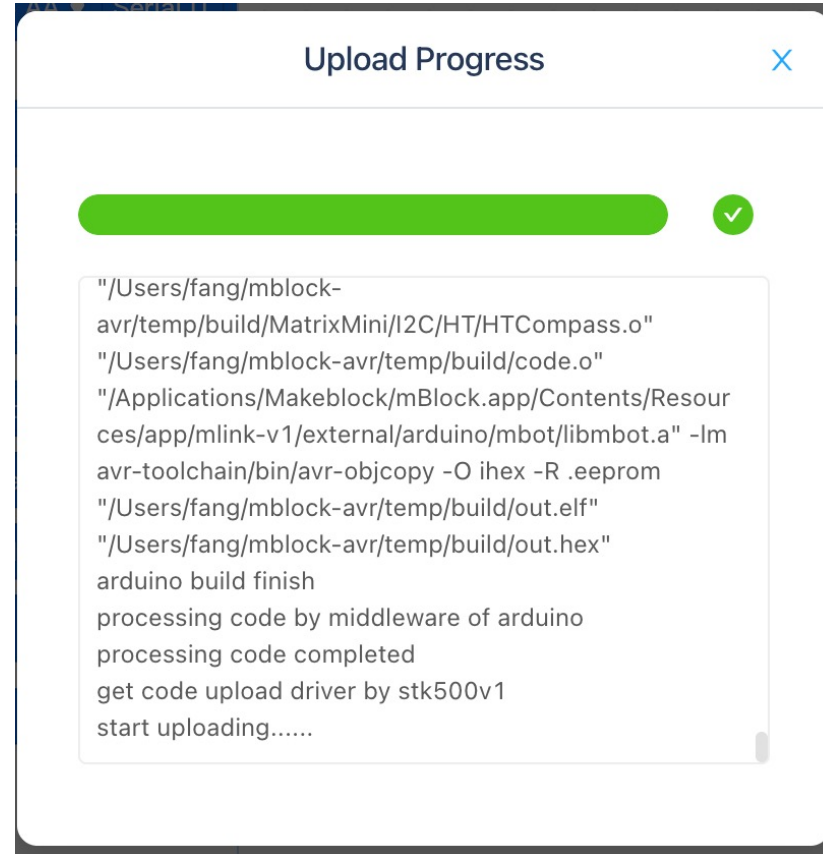 Upload Progress
"/Users/fang/mblock-
avr/temp/build/MatrixMini/I2C/HT/HTCompass.o"
"/Users/fang/mblock-avr/temp/build/code.o"
"/Applications/Makeblock/mBlock.app/Contents/Resour
ces/app/mlink-v1/external/arduino/mbot/libmbot.a" -lm
avr-toolchain/bin/avr-objcopy -O ihex -R .eeprom
"/Users/fang/mblock-avr/temp/build/out.elf"
"/Users/fang/mblock-avr/temp/build/out.hex"
arduino build finish
processing code by middleware of arduino
processing code completed
get code upload driver by stk500v1
start uploading......